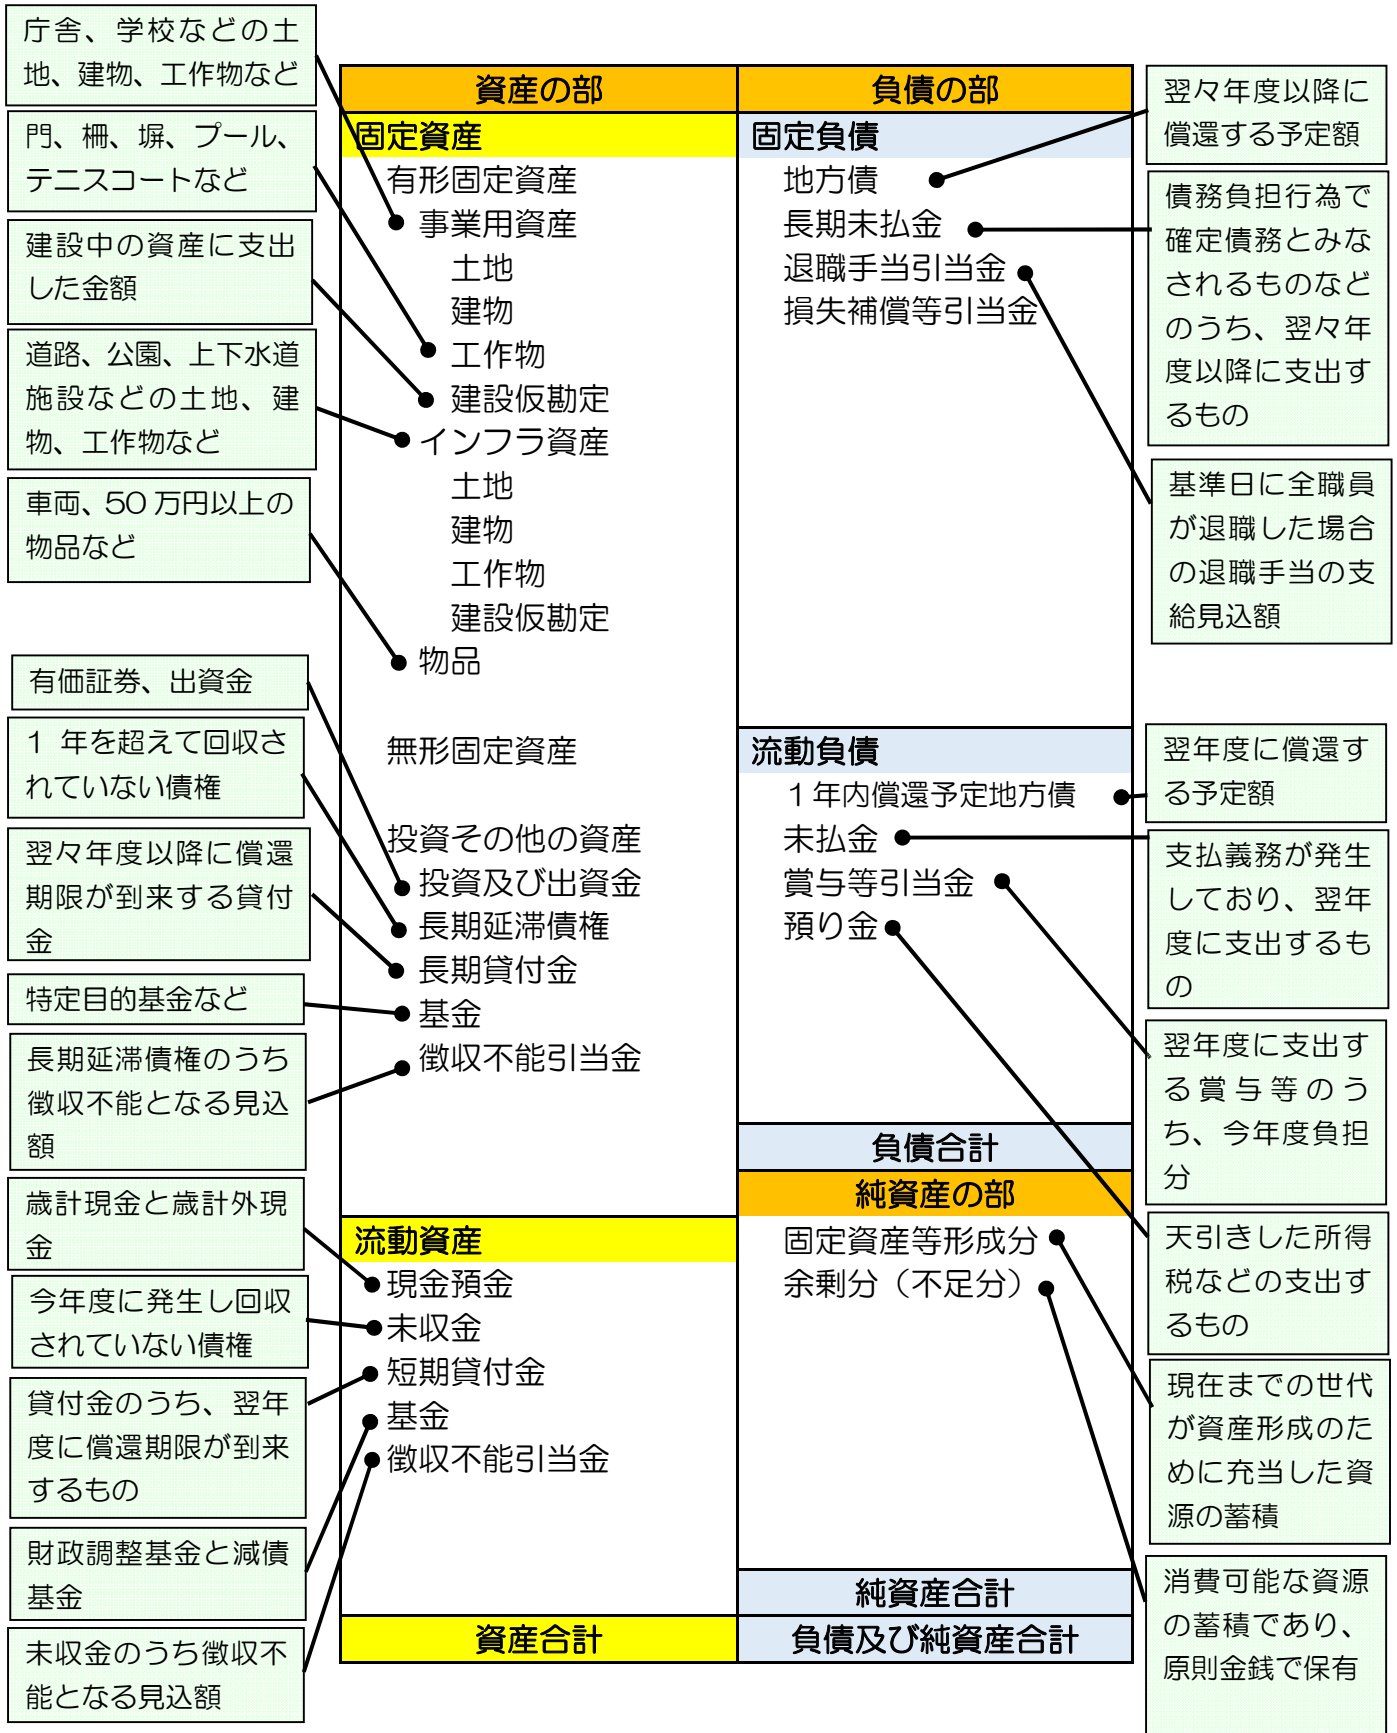 庁舎、学校などの土
地、建物、工作物など
門、柵、塀、プール、
テニスコートなど
建設中の資産に支出
した金額
道路、公園、上下水道
施設などの土地、建
物、工作物など
車両、50万円以上の
物品など
有価証券、出資金
1 年を超えて回収さ
れていない債権
翌々年度以降に償還
期限が到来する貸付
金
特定目的基金など
長期延滞債権のうち
徴収不能となる見込
額
歳計現金と歳計外現
金
今年度に発生し回収
されていない債権
貸付金のうち、翌年
度に償還期限が到来
するもの
財政調整基金と減債
基金
未収金のうち徴収不
能となる見込額
資産の部
固定資産
有形固定資産
事業用資産
土地
建物
工作物
建設仮勘定
インフラ資産
土地
建物
工作物
建設仮勘定
物品
無形固定資産
投資その他の資産
投資及び出資金
長期延滞債権
長期貸付金
基金
徴収不能引当金
流動資産
現金預金
未収金
短期貸付金
基金
徴収不能引当金
資産合計
負債の部
固定負債
地方債
長期未払金
退職手当引当金
損失補償等引当金
流動負債
1年内償還予定地方債
未払金
賞与等引当金
預り金
負債合計
純資産の部
固定資産等形成分
余剰分（不足分）
純資産合計
負債及び純資産合計
翌々年度以降に
償還する予定額
債務負担行為で
確定債務とみな
されるものなど
のうち、翌々年
度以降に支出す
るもの
基準日に全職員
が退職した場合
の退職手当の支
給見込額
翌年度に償還す
る予定額
支払義務が発生
しており、翌年
度に支出するも
の
翌年度に支出す
る賞与等のう
ち、今年度負担
分
天引きした所得
税などの支出す
るもの
現在までの世代
が資産形成のた
めに充当した資
源の蓄積
消費可能な資源
の蓄積であり、
原則金銭で保有